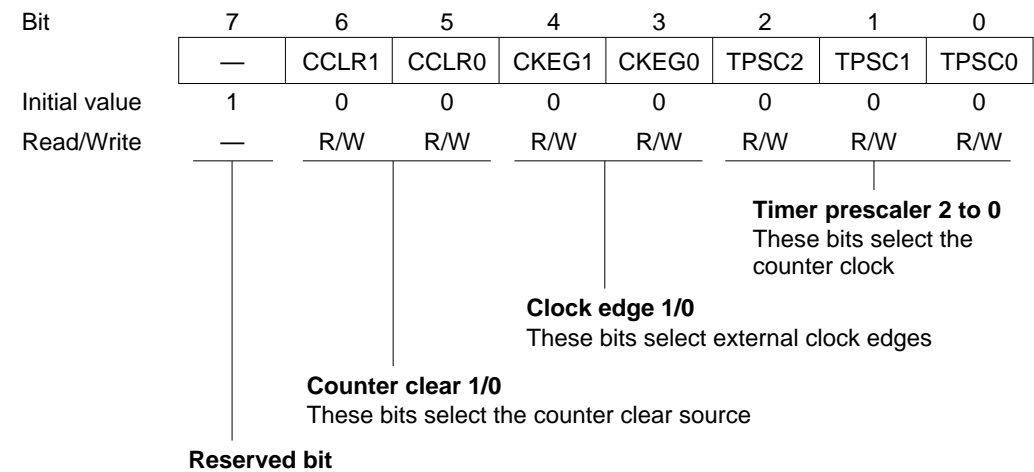 Bit 7 6 5 4 3 2 1 0
— CCLR1 CCLR0 CKEG1 CKEG0 TPSC2 TPSC1 TPSC0
Initial value 1 0 0 0 0 0 0 0
Read/Write — R/W R/W R/W R/W R/W R/W R/W
Timer prescaler 2 to 0
These bits select the
counter clock
Clock edge 1/0
These bits select external clock edges
Counter clear 1/0
These bits select the counter clear source
Reserved bit